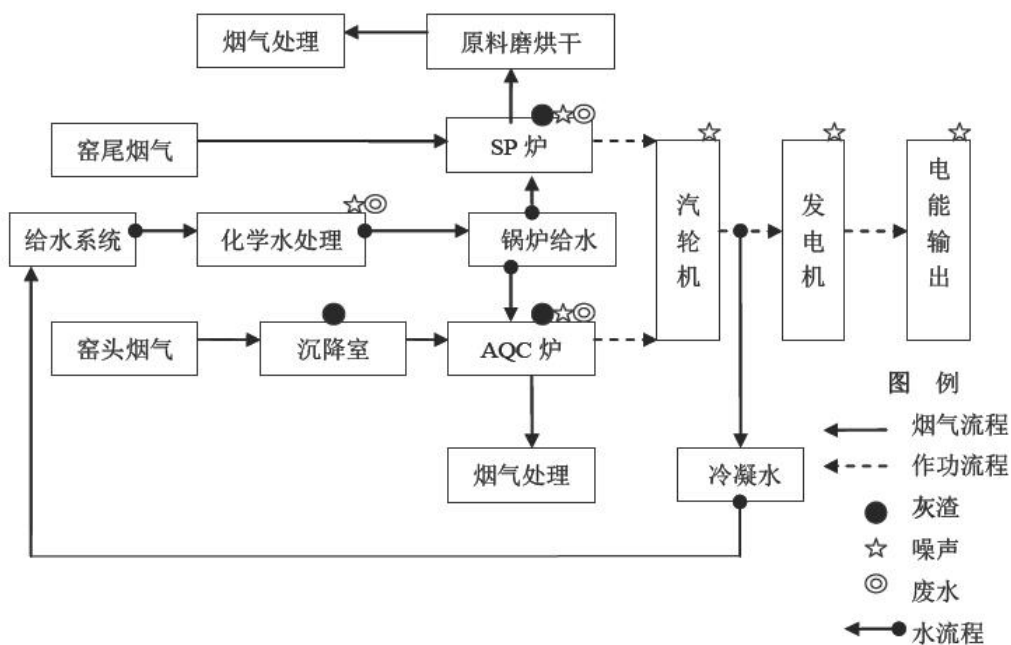 烟气处理
原料磨烘干
窑尾烟气
SP 炉
汽轮机
发电机
电能输出
给水系统
化学水处理
锅炉给水
窑头烟气
沉降室
AQC 炉
烟气处理
冷凝水
图 例
烟气流程
作功流程
灰渣
噪声
废水
水流程